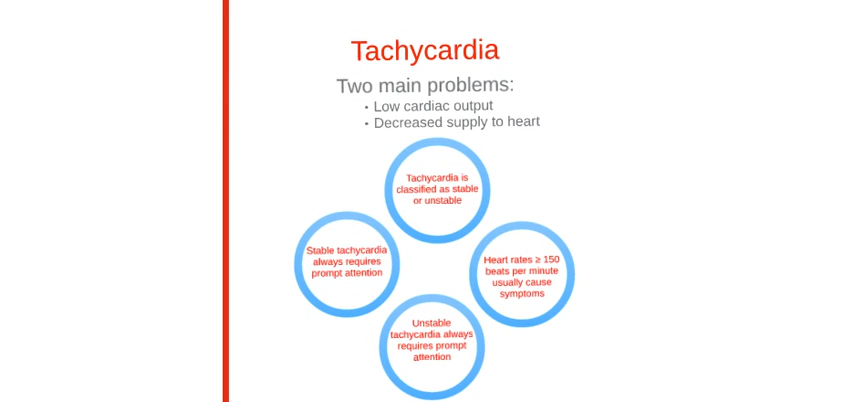 Tachycardia
Two main problems:
• Low cardiac output
• Decreased supply to heart
Tachycardia is
classified as stable
or unstable
Stable tachycardia
always requires
prompt attention
Heart rates ≥ 150
beats per minute
usually cause
symptoms
Unstable
tachycardia always
requires prompt
attention